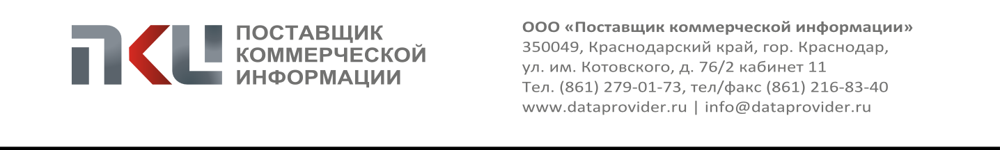 ПКИ
ПОСТАВЩИК
КОММЕРЧЕСКОЙ
ИНФОРМАЦИИ
ООО «Поставщик коммерческой информации»
350049, Краснодарский край, гор. Краснодар,
ул. им. Котовского, д. 76/2 кабинет 11
Тел. (861) 279-01-73, тел/факс (861) 216-83-40
www.dataprovider.ru | info@dataprovider.ru